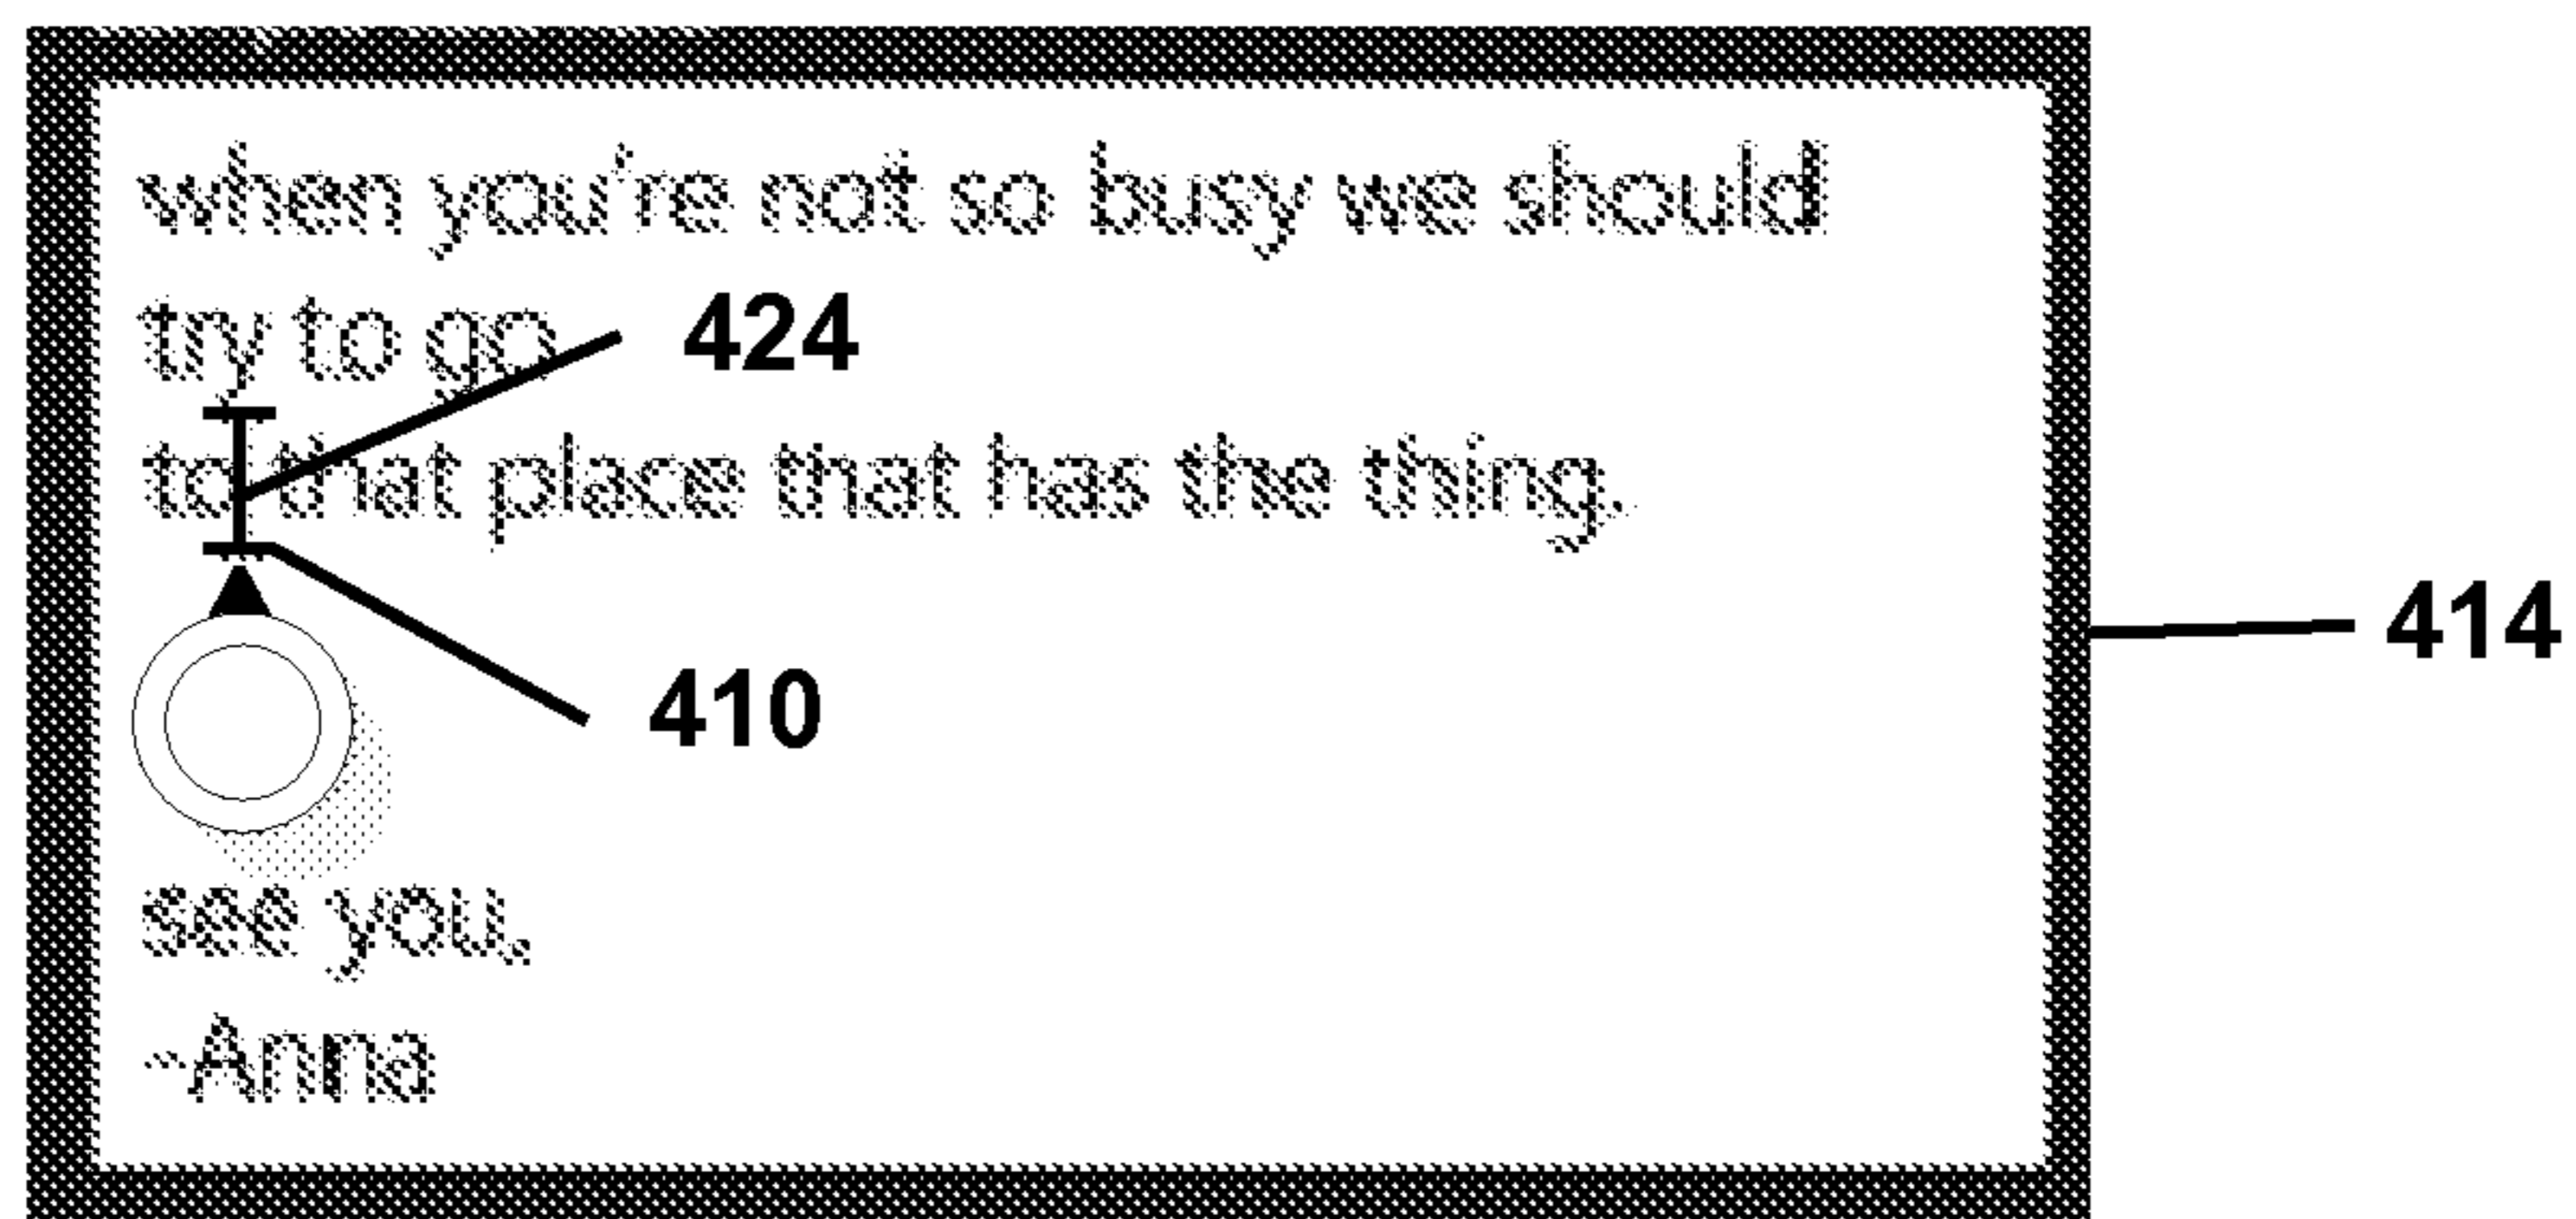 when you're not so busy we should
try to go 424
to that place that has the thing.
414
410
see you,
-Anna